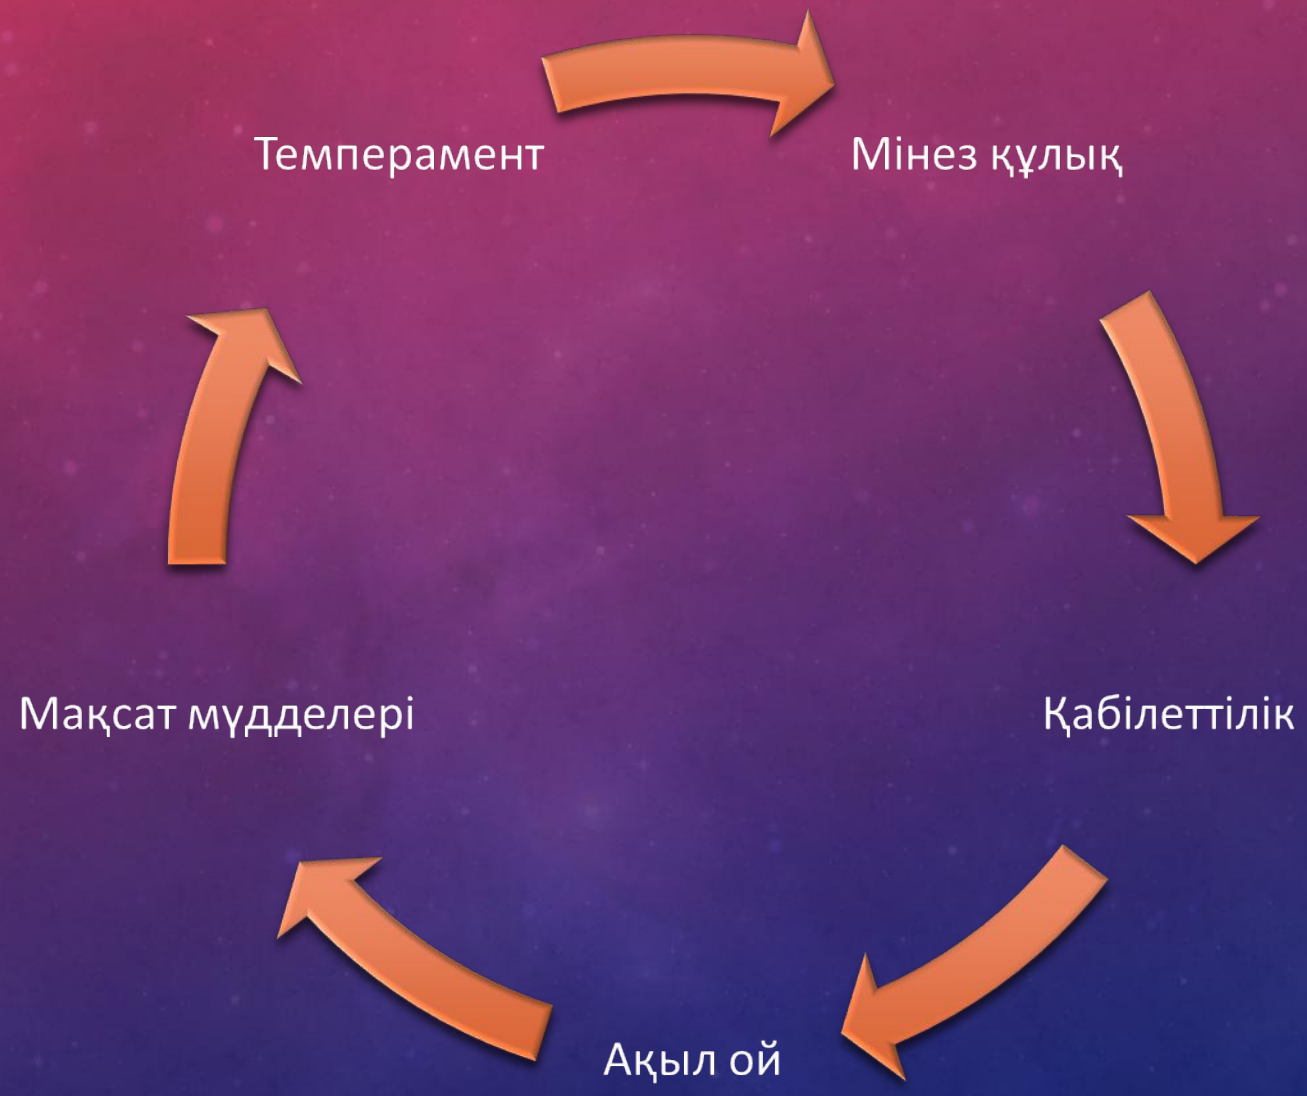 Темперамент
Мінез құлық
Қабілеттілік
Ақыл ой
Мақсат мүдделері